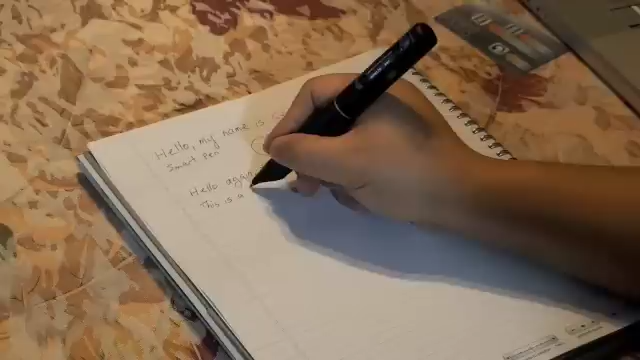 Hello, my name is
Smart Pen
Hello again
This is a